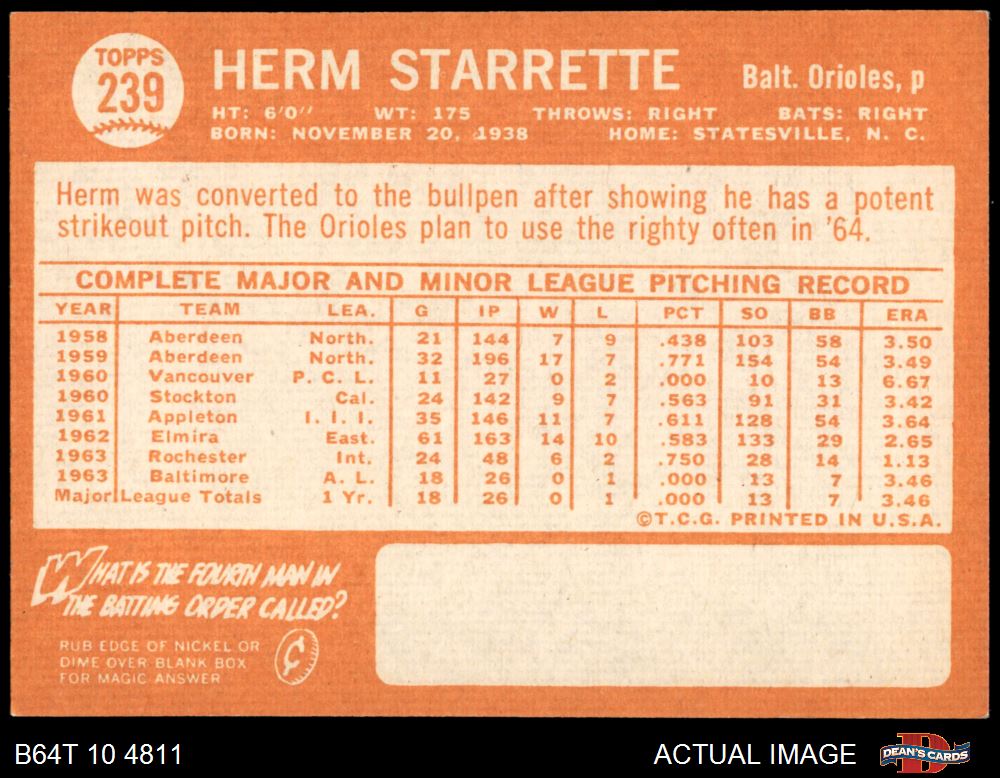 TOPPS
239
HERM STARRETTE Balt. Orioles, p
HT: 6'0" WT: 175 THROWS: RIGHT BATS: RIGHT
BORN: NOVEMBER 20, 1938 HOME: STATESVILLE, N. C.
Herm was converted to the bullpen after showing he has a potent
strikeout pitch. The Orioles plan to use the righty often in '64.
COMPLETE MAJOR AND MINOR LEAGUE PITCHING RECORD
YEAR TEAM LEA. G IP W L PCT SO BB ERA
1958 Aberdeen North. 21 144 7 9 .438 103 58 3.50
1959 Aberdeen North. 32 196 17 7 .771 154 54 3.49
1960 Vancouver P. C. L. 11 27 0 2 .000 10 13 6.67
1960 Stockton Cal. 24 142 9 7 .563 91 31 3.42
1961 Appleton I. I. I. 35 146 11 7 .611 128 54 3.64
1962 Elmira East. 61 163 14 10 .583 133 29 2.65
1963 Rochester Int. 24 48 6 2 .750 28 14 1.13
1963 Baltimore A. L. 18 26 0 1 .000 13 7 3.46
Major League Totals 1 Yr. 18 26 0 1 .000 13 7 3.46
©T.C.G. PRINTED IN U.S.A.
WHAT IS THE FOURTH MAN IN
THE BATTING ORDER CALLED?
RUB EDGE OF NICKEL OR
DIME OVER BLANK BOX
FOR MAGIC ANSWER
¢
B64T 10 4811 ACTUAL IMAGE DEAN'S CARDS